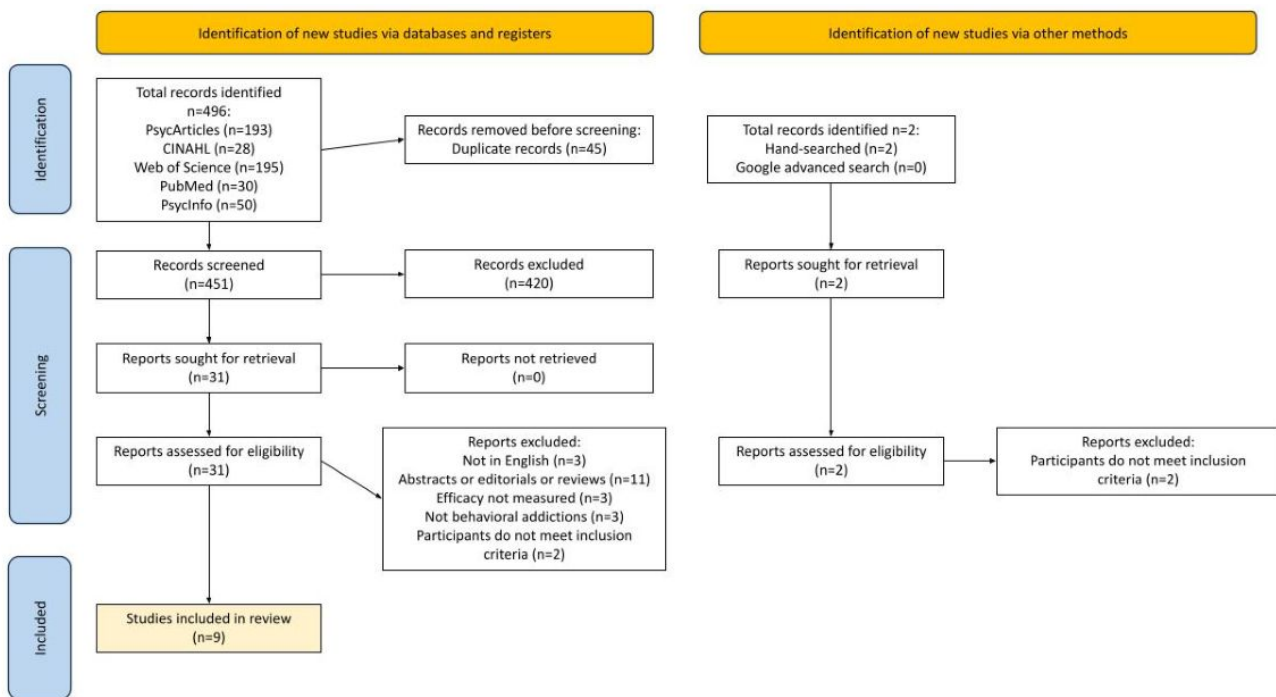 Identification of new studies via databases and registers
Identification of new studies via other methods
Identification
Total records identified
n=496:
PsycArticles (n=193)
CINAHL (n=28)
Web of Science (n=195)
PubMed (n=30)
PsycInfo (n=50)
Records removed before screening:
Duplicate records (n=45)
Total records identified n=2:
Hand-searched (n=2)
Google advanced search (n=0)
Screening
Records screened
(n=451)
Records excluded
(n=420)
Reports sought for retrieval
(n=2)
Reports sought for retrieval
(n=31)
Reports not retrieved
(n=0)
Reports assessed for eligibility
(n=31)
Reports excluded:
Not in English (n=3)
Abstracts or editorials or reviews (n=11)
Efficacy not measured (n=3)
Not behavioral addictions (n=3)
Participants do not meet inclusion
criteria (n=2)
Reports assessed for eligibility
(n=2)
Reports excluded:
Participants do not meet inclusion
criteria (n=2)
Included
Studies included in review
(n=9)